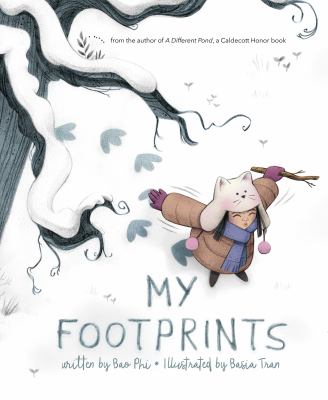 from the author of A Different Pond, a Caldecott Honor book
MY
FOOTPRINTS
written by Bao Phi • Illustrated by Basia Tran